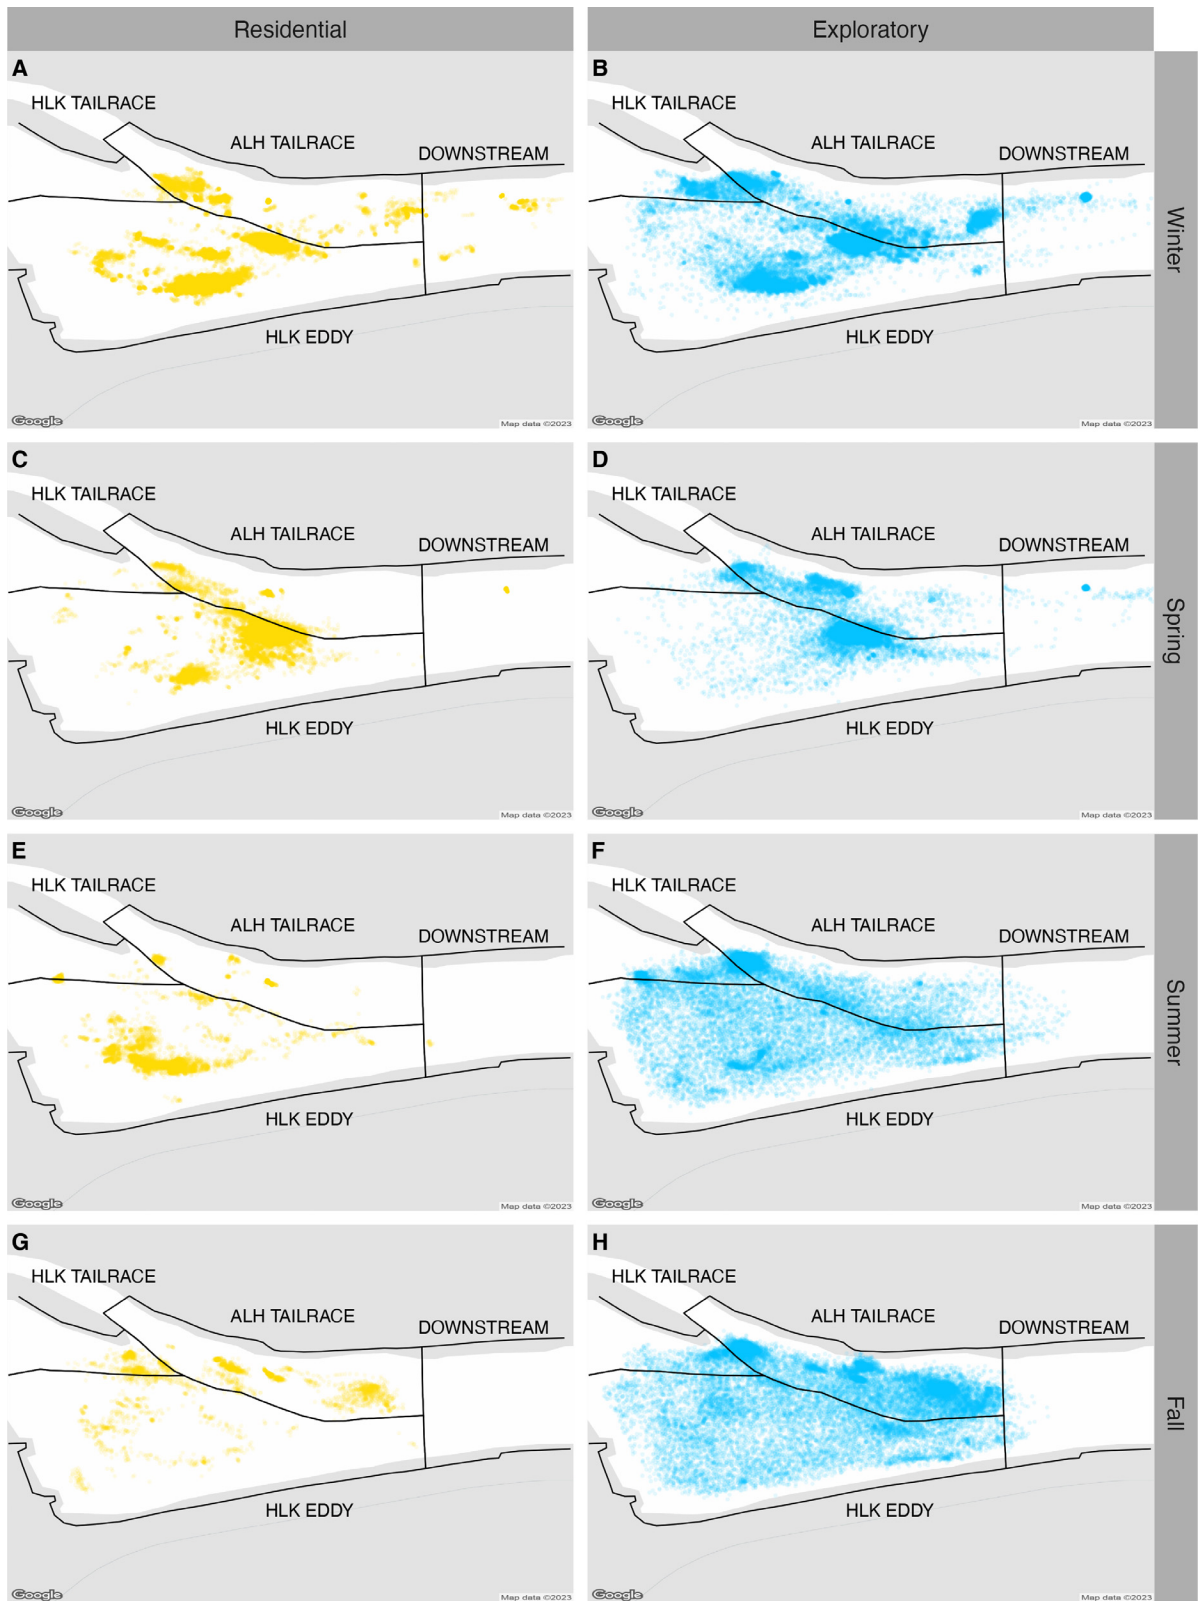 Residential Exploratory
A B
HLK TAILRACE HLK TAILRACE
ALH TAILRACE ALH TAILRACE
DOWNSTREAM DOWNSTREAM
Winter
HLK EDDY HLK EDDY
Google Map data ©2023 Google Map data ©2023
C D
HLK TAILRACE HLK TAILRACE
ALH TAILRACE ALH TAILRACE
DOWNSTREAM DOWNSTREAM
Spring
HLK EDDY HLK EDDY
Google Map data ©2023 Google Map data ©2023
E F
HLK TAILRACE HLK TAILRACE
ALH TAILRACE ALH TAILRACE
DOWNSTREAM DOWNSTREAM
Summer
HLK EDDY HLK EDDY
Google Map data ©2023 Google Map data ©2023
G H
HLK TAILRACE HLK TAILRACE
ALH TAILRACE ALH TAILRACE
DOWNSTREAM DOWNSTREAM
Fall
HLK EDDY HLK EDDY
Google Map data ©2023 Google Map data ©2023